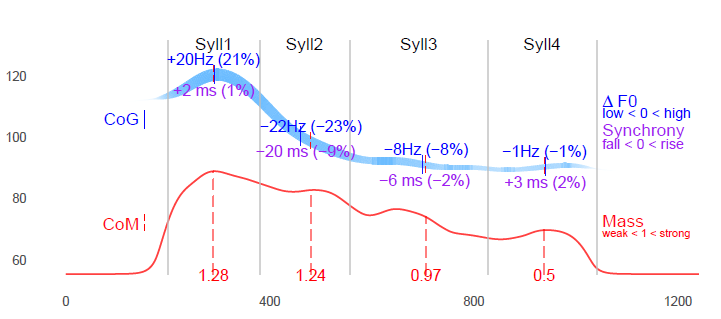 Syll1 Syll2 Syll3 Syll4
+20Hz (21%)
120
+2 ms (1%)
Δ F0
CoG
low < 0 < high
−22Hz (−23%)
Synchrony
100
fall < 0 < rise
−20 ms (−9%)
−8Hz (−8%)
−1Hz (−1%)
−6 ms (−2%)
+3 ms (2%)
80
CoM
Mass
weak < 1 < strong
60
1.28 1.24 0.97 0.5
0 400 800 1200